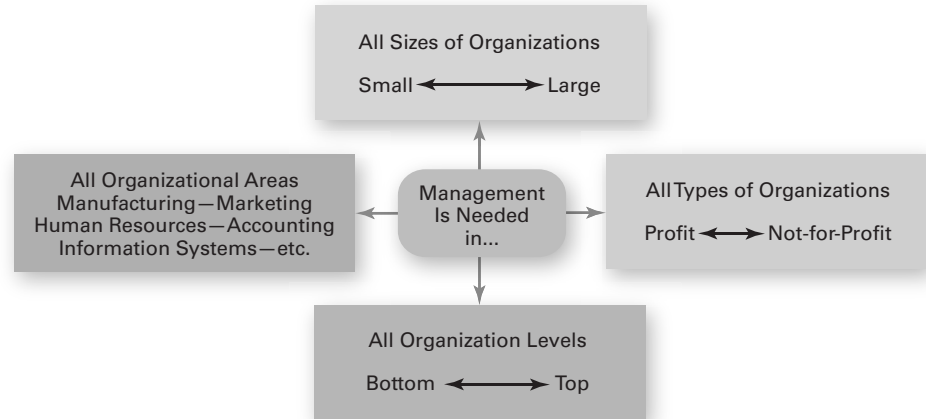 All Sizes of Organizations
Small Large
All Organizational Areas
Manufacturing—Marketing
Human Resources—Accounting
Information Systems—etc.
Management
Is Needed
in...
All Types of Organizations
Profit Not-for-Profit
All Organization Levels
Bottom Top